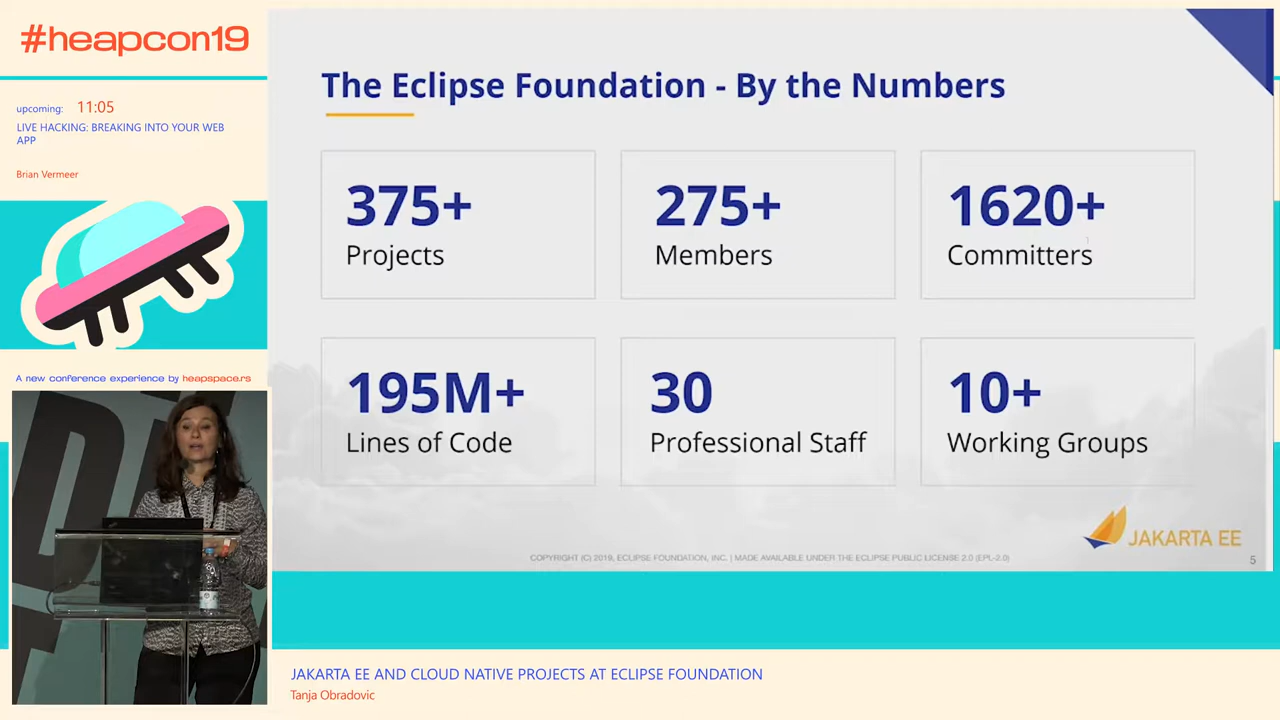 #heapcon19
upcoming: 11:05
LIVE HACKING: BREAKING INTO YOUR WEB
APP
Brian Vermeer
A new conference experience by heapspace.rs
The Eclipse Foundation - By the Numbers
375+
Projects
275+
Members
1620+
Committers
195M+
Lines of Code
30
Professional Staff
10+
Working Groups
JAKARTA EE
COPYRIGHT (C) 2019, ECLIPSE FOUNDATION, INC. | MADE AVAILABLE UNDER THE ECLIPSE PUBLIC LICENSE 2.0 (EPL-2.0)
5
JAKARTA EE AND CLOUD NATIVE PROJECTS AT ECLIPSE FOUNDATION
Tanja Obradovic